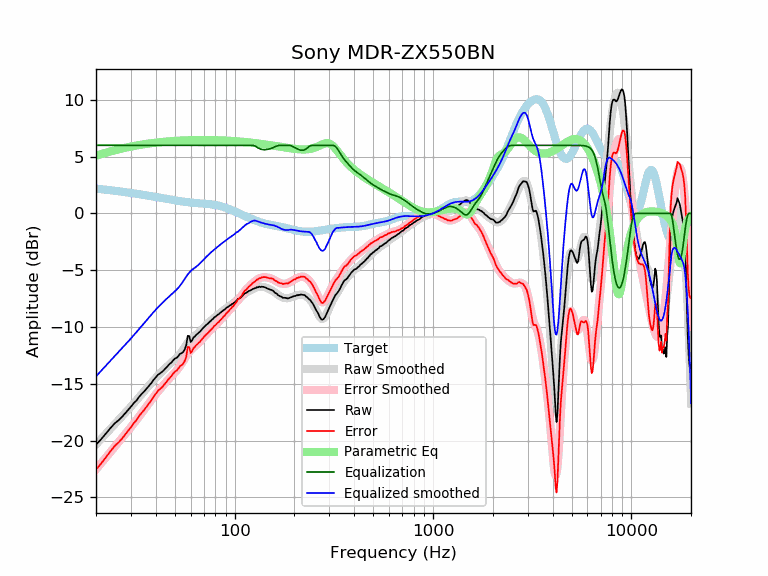 Sony MDR-ZX550BN
Amplitude (dBr)
10
5
0
−5
−10
−15
−20
−25
Target
Raw Smoothed
Error Smoothed
Raw
Error
Parametric Eq
Equalization
Equalized smoothed
100
1000
10000
Frequency (Hz)